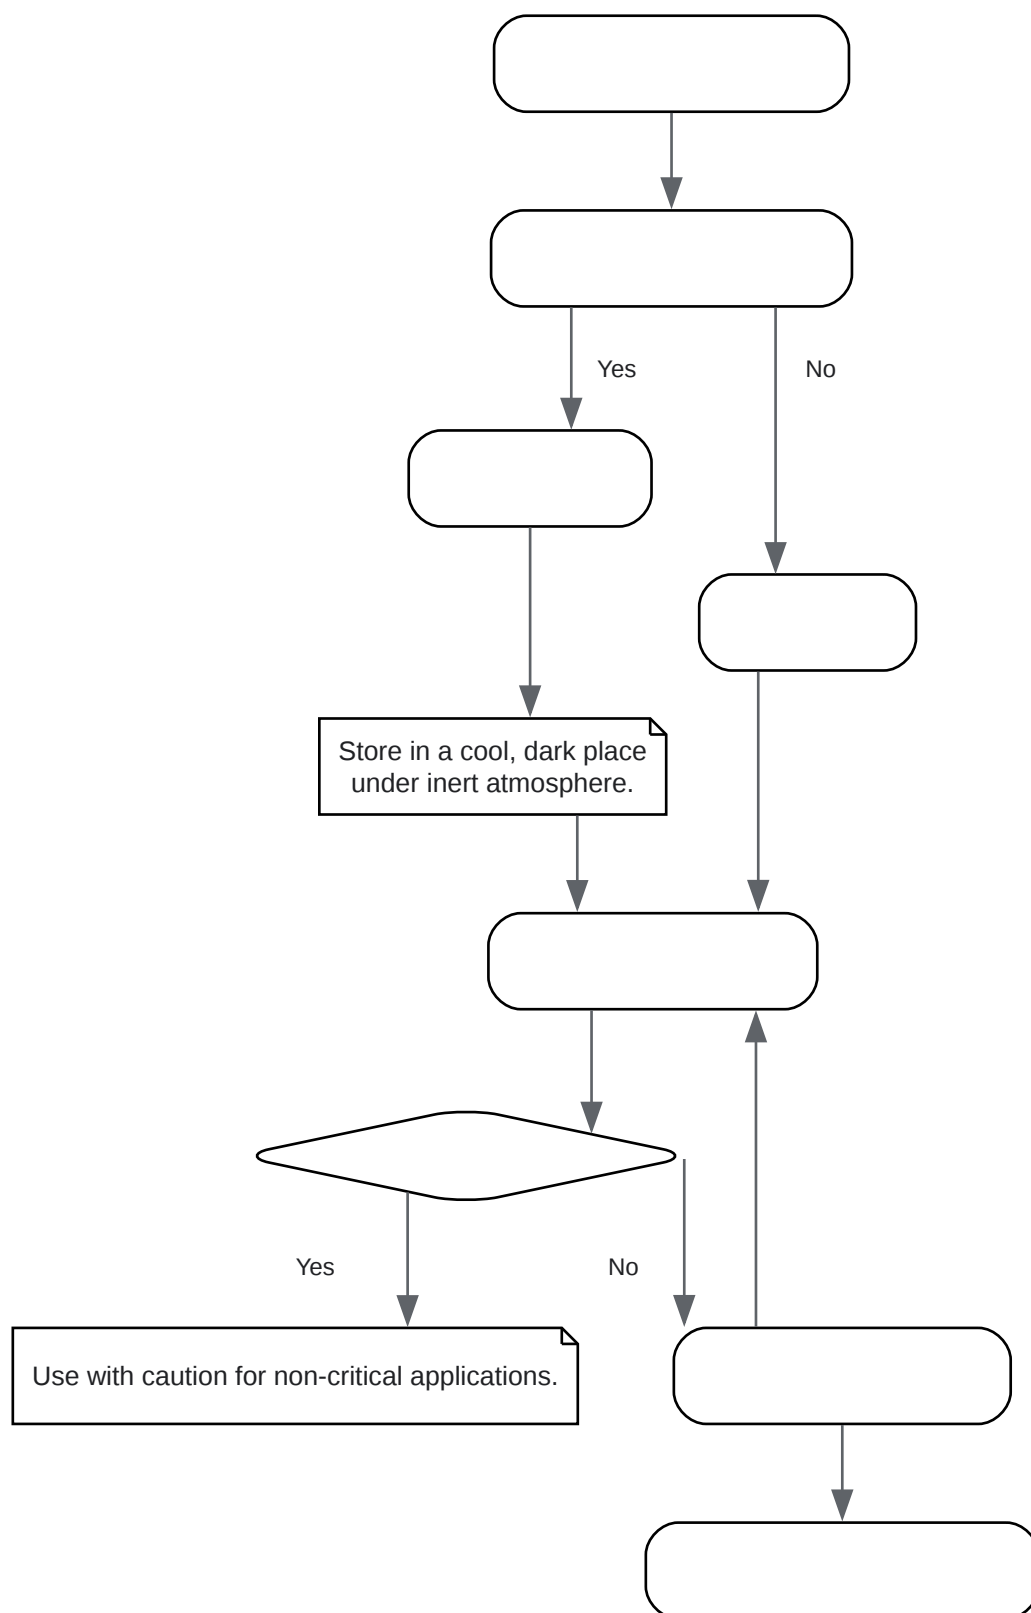 Yes
No
Store in a cool, dark place
under inert atmosphere.
Yes
No
Use with caution for non-critical applications.